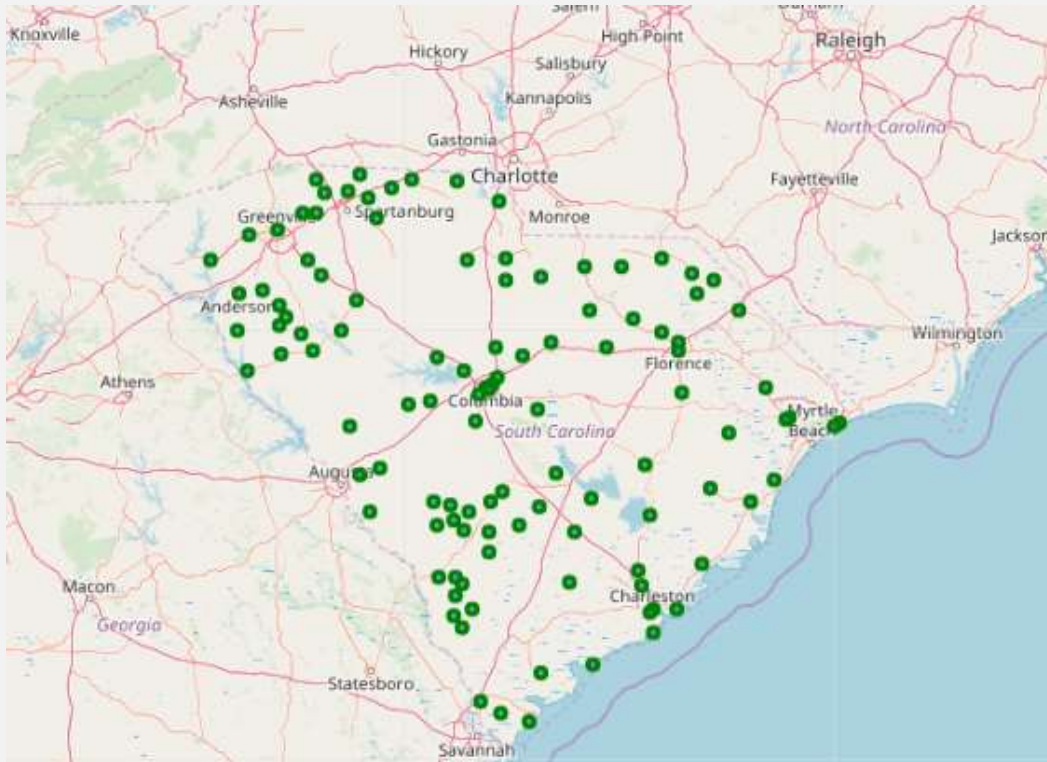 Salem
Knoxville
High Point
Raleigh
Hickory
Salisbury
Asheville
Kannapolis
North Carolina
Gastonia
Charlotte
Fayetteville
Spartanburg
Monroe
Jackson
Anderson
Wilmington
Florence
Athens
Columbia
Myrtle
Beach
South Carolina
Augusta
Macon
Charleston
Georgia
Statesboro
Savannah